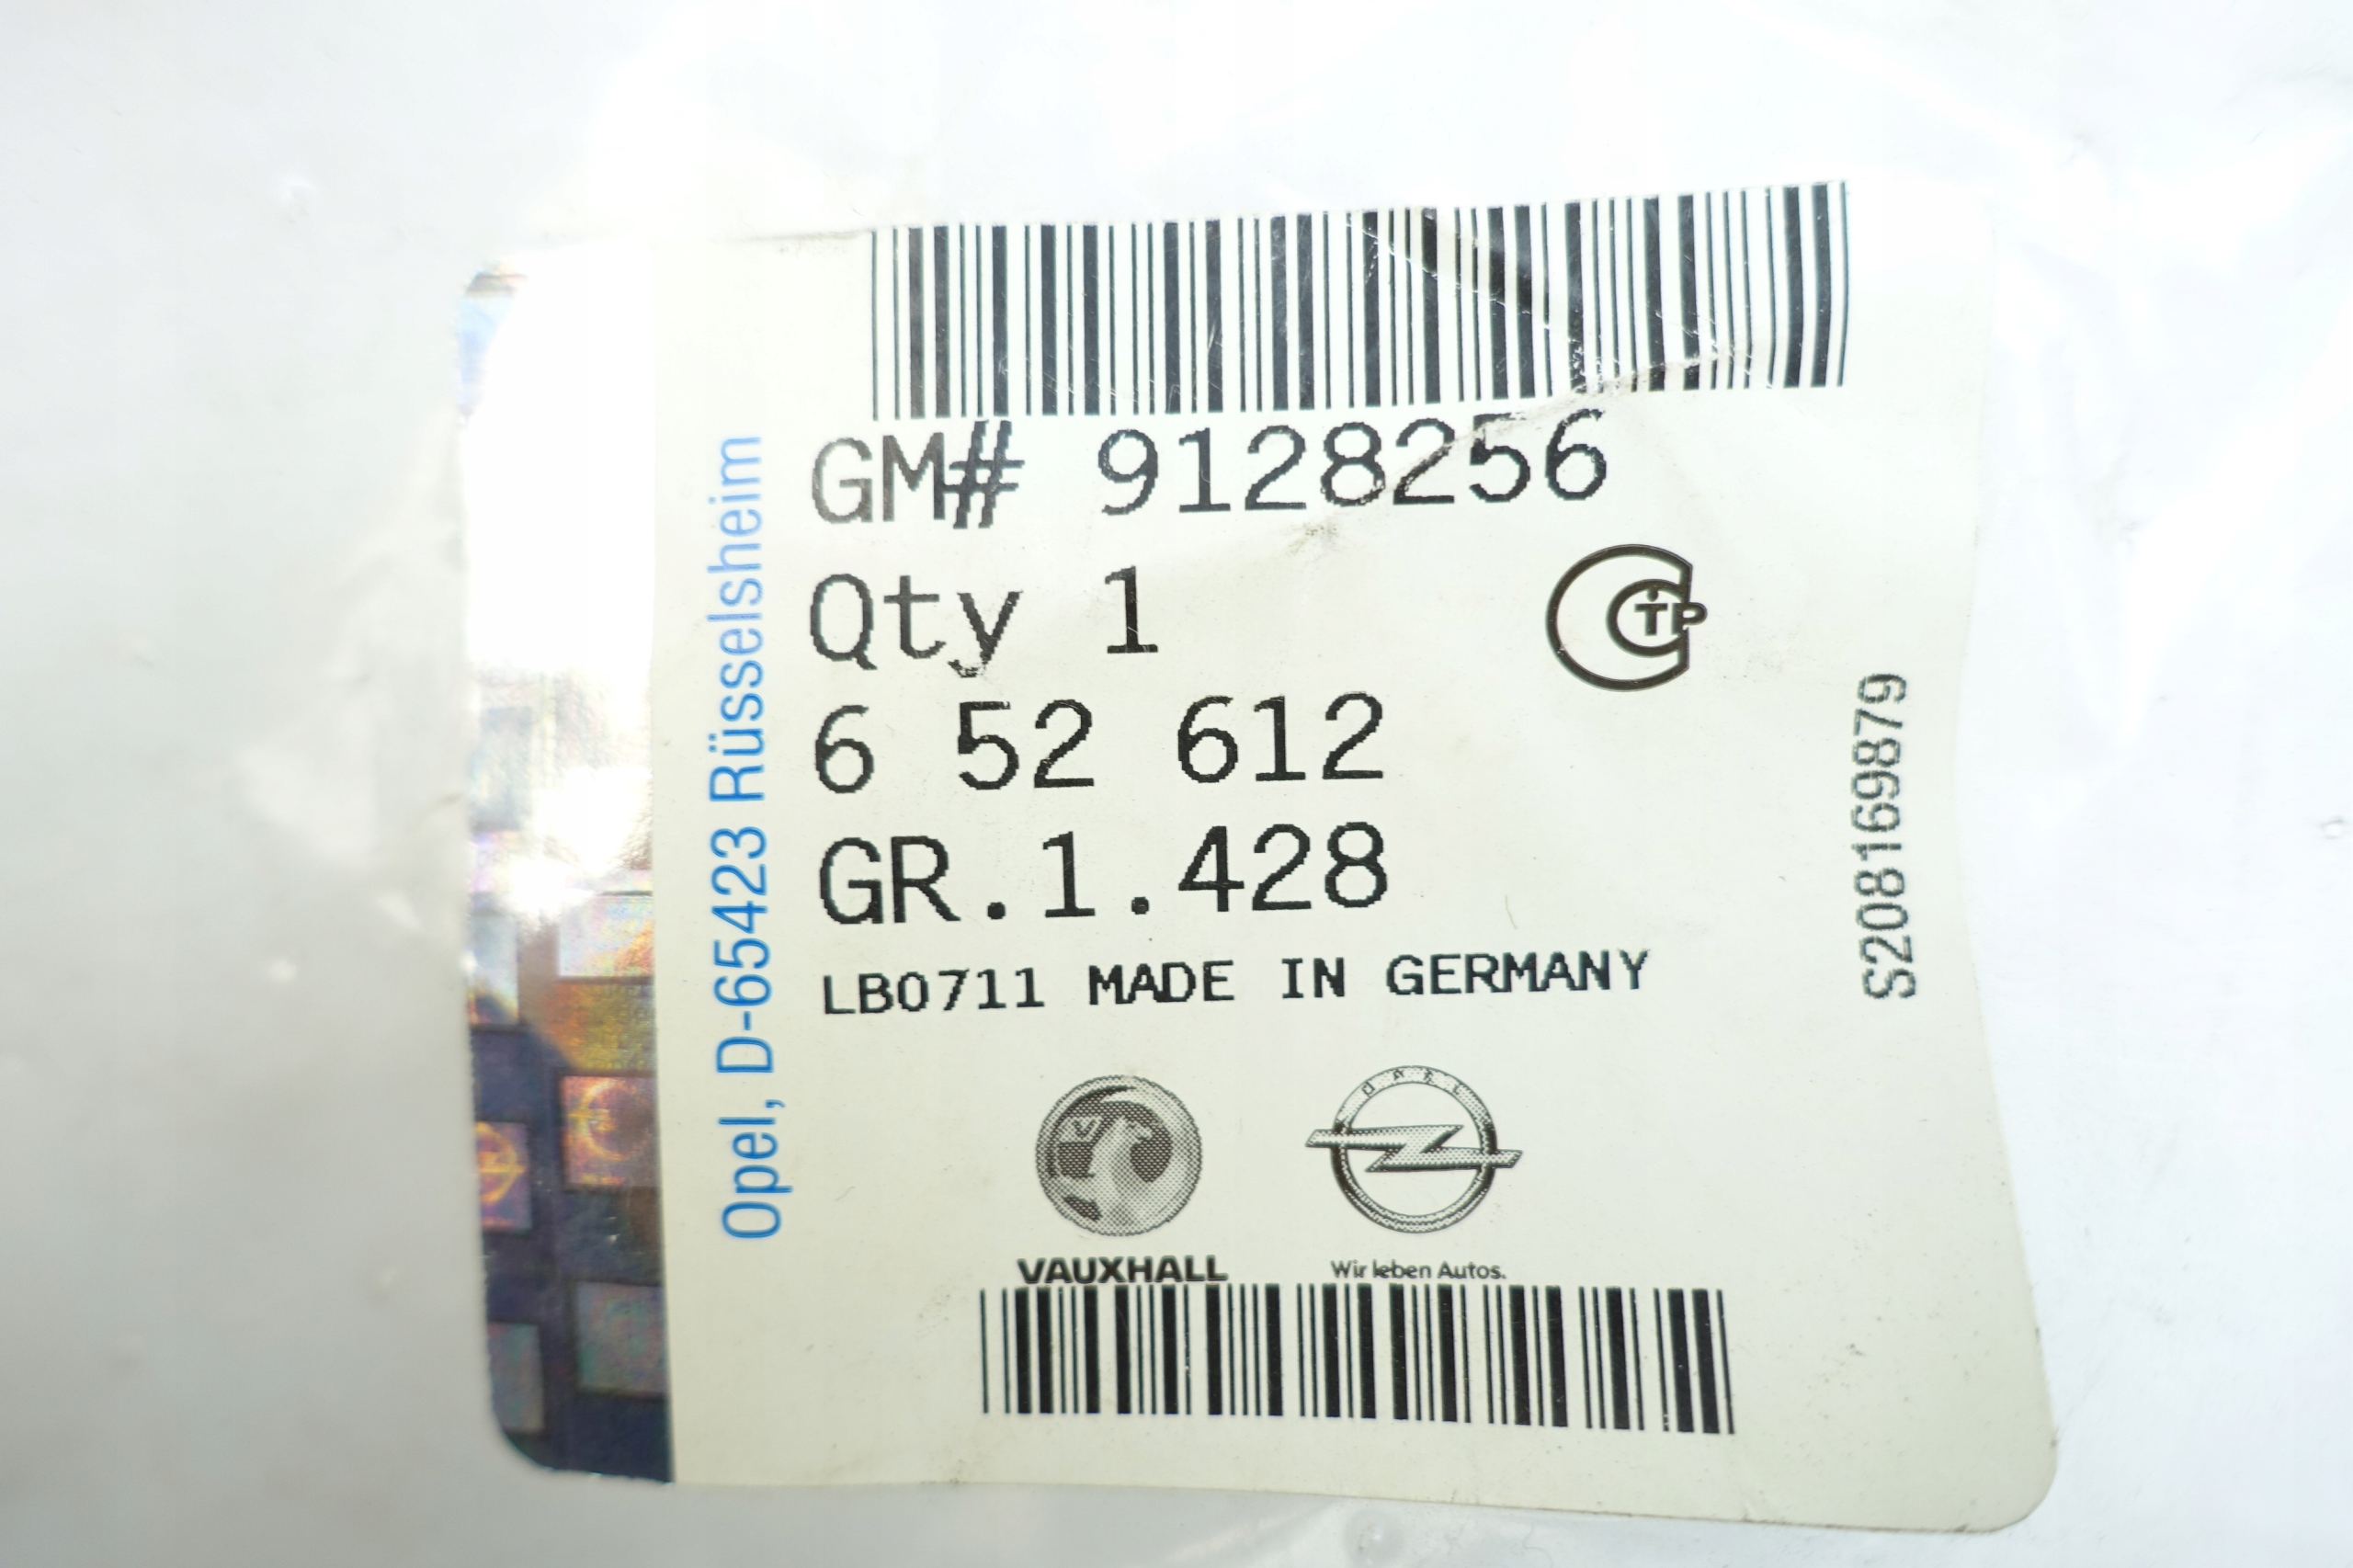 GM# 9128256
Qty 1
6 52 612
GR.1.428
LB0711 MADE IN GERMANY
Opel, D-65423 Rüsselsheim
S208169879
OPEL
VAUXHALL
Wir leben Autos.